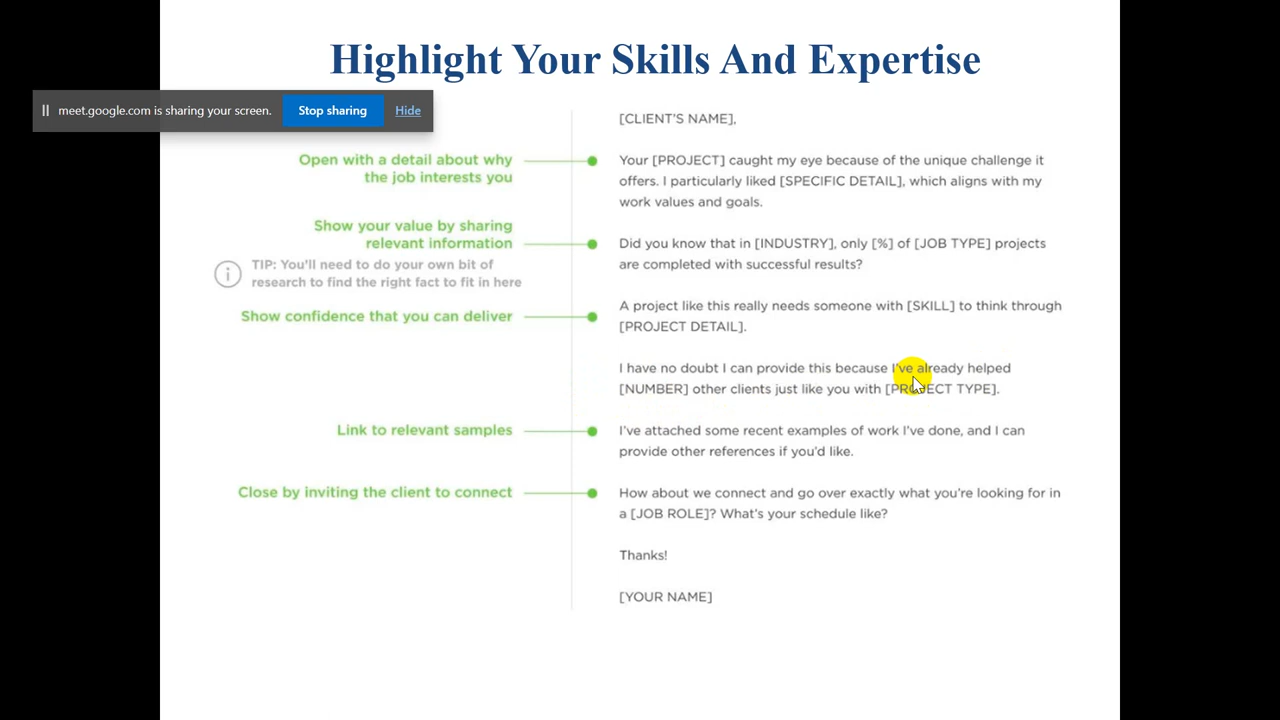 Highlight Your Skills And Expertise
meet.google.com is sharing your screen.
Stop sharing
Hide
[CLIENT'S NAME],
Open with a detail about why
the job interests you
Your [PROJECT] caught my eye because of the unique challenge it
offers. I particularly liked [SPECIFIC DETAIL], which aligns with my
work values and goals.
Show your value by sharing
relevant information
TIP: You'll need to do your own bit of
research to find the right fact to fit in here
Did you know that in [INDUSTRY], only [%] of [JOB TYPE] projects
are completed with successful results?
Show confidence that you can deliver
A project like this really needs someone with [SKILL] to think through
[PROJECT DETAIL].
I have no doubt I can provide this because I've already helped
[NUMBER] other clients just like you with [PROJECT TYPE].
Link to relevant samples
I've attached some recent examples of work I've done, and I can
provide other references if you'd like.
Close by inviting the client to connect
How about we connect and go over exactly what you're looking for in
a [JOB ROLE]? What's your schedule like?
Thanks!
[YOUR NAME]